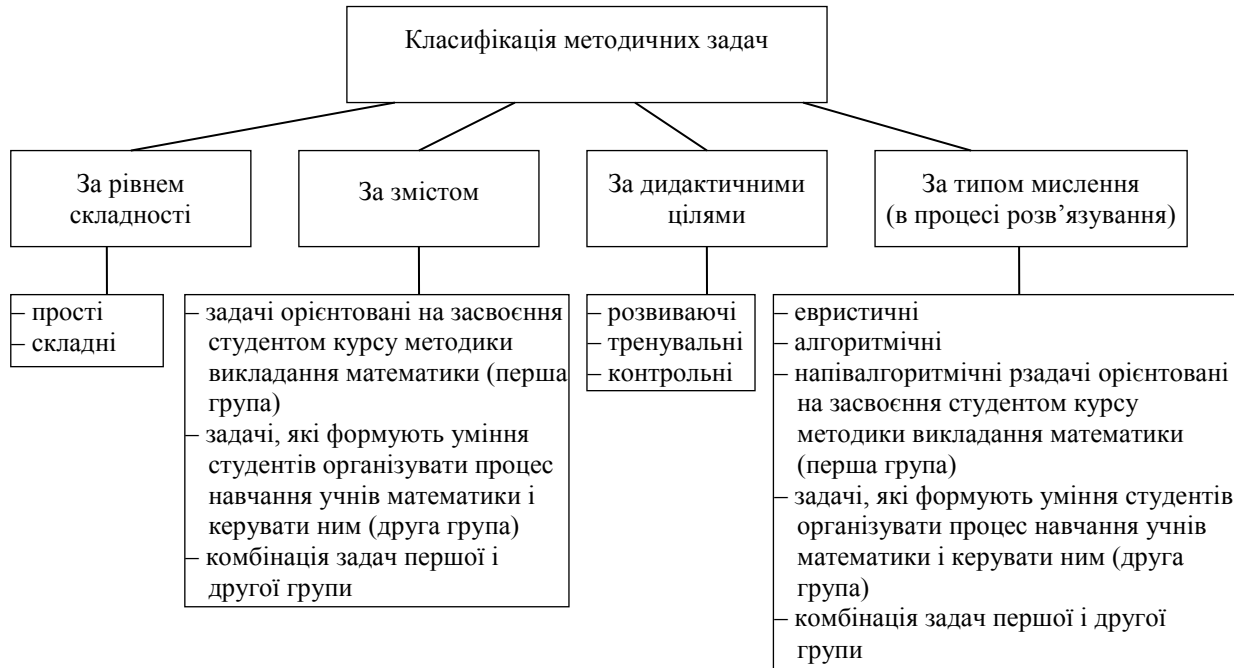 Класифікація методичних задач
За рівнем
складності
За змістом
За дидактичними
цілями
За типом мислення
(в процесі розв’язування)
– прості
– складні
– задачі орієнтовані на засвоєння
студентом курсу методики
викладання математики (перша
група)
– задачі, які формують уміння
студентів організувати процес
навчання учнів математики і
керувати ним (друга група)
– комбінація задач першої і
другої групи
– розвиваючі
– тренувальні
– контрольні
– евристичні
– алгоритмічні
– напівалгоритмічні рзадачі орієнтовані
на засвоєння студентом курсу
методики викладання математики
(перша група)
– задачі, які формують уміння студентів
організувати процес навчання учнів
математики і керувати ним (друга
група)
– комбінація задач першої і другої
групи